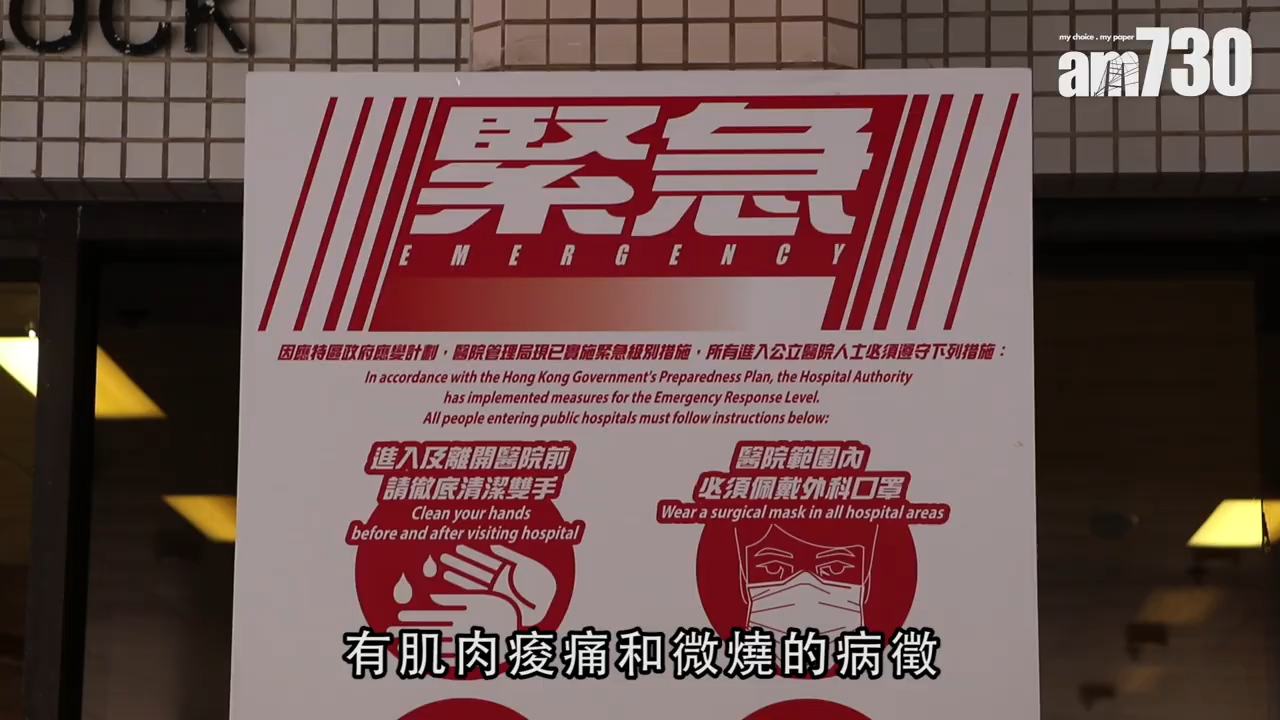 LOCK
my choice . my paper
am730
緊急
EMERGENCY
因應特區政府應變計劃，醫院管理局現已實施緊急級別措施，所有進入公立醫院人士必須遵守下列措施：
In accordance with the Hong Kong Government's Preparedness Plan, the Hospital Authority
has implemented measures for the Emergency Response Level.
All people entering public hospitals must follow instructions below:
進入及離開醫院前
請徹底清潔雙手
Clean your hands
before and after visiting hospital
醫院範圍內
必須佩戴外科口罩
Wear a surgical mask in all hospital areas
有肌肉痠痛和微燒的病徵